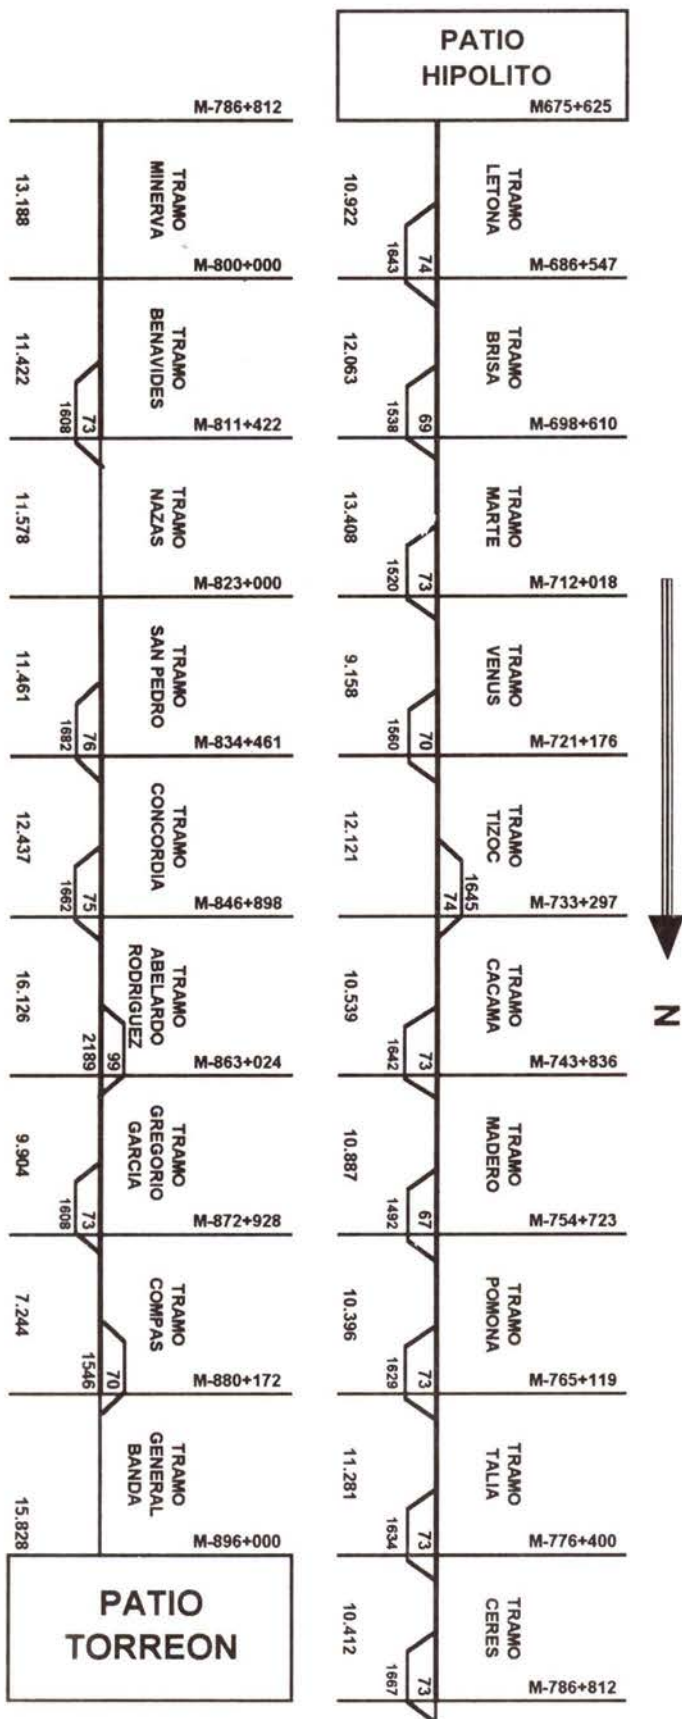 PATIO
HIPOLITO
M675+625
TRAMO
LETONA
10.922
1643
74
M-686+547
TRAMO
BRISA
12.063
1538
69
M-698+610
TRAMO
MARTE
13.408
1520
73
M-712+018
TRAMO
VENUS
9.158
1560
70
M-721+176
TRAMO
TIZOC
12.121
1645
74
M-733+297
TRAMO
CACAMA
10.539
1642
73
M-743+836
TRAMO
MADERO
10.887
1492
67
M-754+723
TRAMO
POMONA
10.396
1629
73
M-765+119
TRAMO
TALIA
11.281
1634
73
M-776+400
TRAMO
CERES
10.412
1667
73
M-786+812
N
M-786+812
TRAMO
MINERVA
13.188
M-800+000
TRAMO
BENAVIDES
11.422
1608
73
M-811+422
TRAMO
NAZAS
11.578
M-823+000
TRAMO
SAN PEDRO
11.461
1682
76
M-834+461
TRAMO
CONCORDIA
12.437
1662
75
M-846+898
TRAMO
ABELARDO
RODRIGUEZ
16.126
2189
99
M-863+024
TRAMO
GREGORIO
GARCIA
9.904
1608
73
M-872+928
TRAMO
COMPAS
7.244
1546
70
M-880+172
TRAMO
GENERAL
BANDA
15.828
M-896+000
PATIO
TORREON